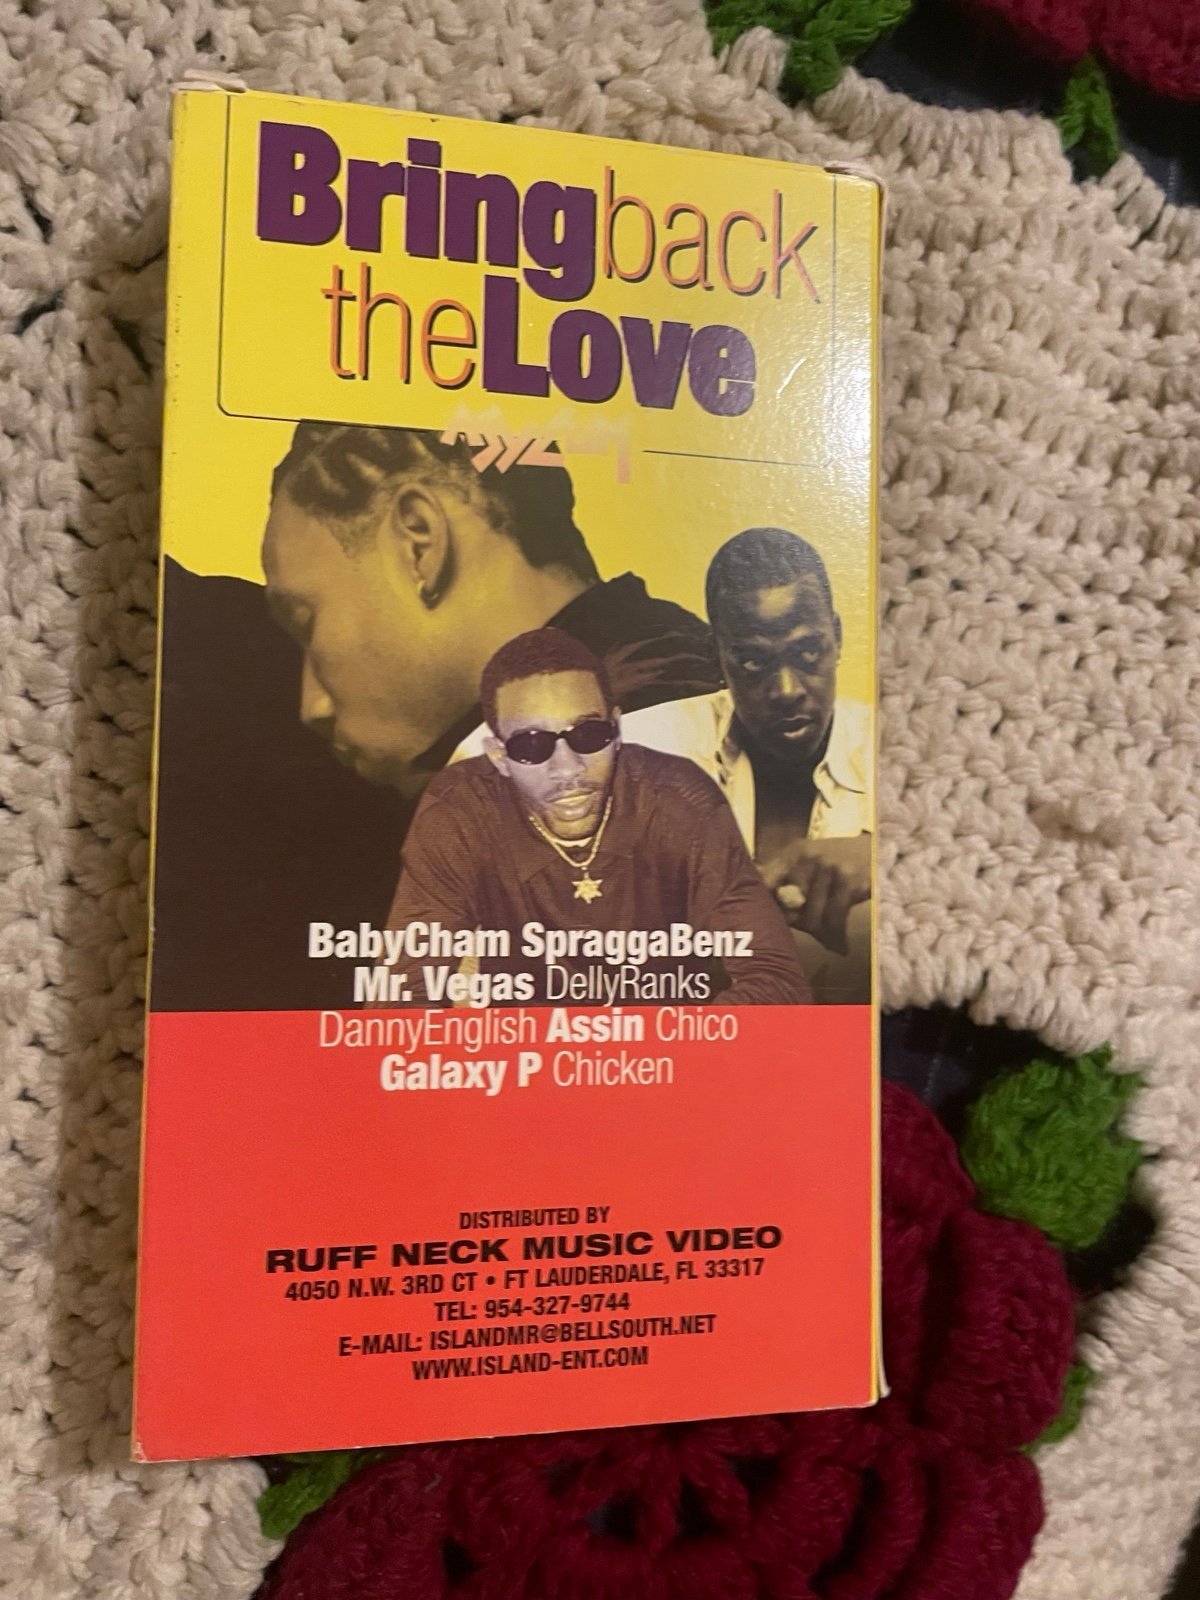 Bringback
theLove
BabyCham SpraggaBenz
Mr. Vegas DellyRanks
DannyEnglish Assin Chico
Galaxy P Chicken
DISTRIBUTED BY
RUFF NECK MUSIC VIDEO
4050 N.W. 3RD CT • FT LAUDERDALE, FL 33317
TEL: 954-327-9744
E-MAIL: ISLANDMR@BELLSOUTH.NET
WWW.ISLAND-ENT.COM